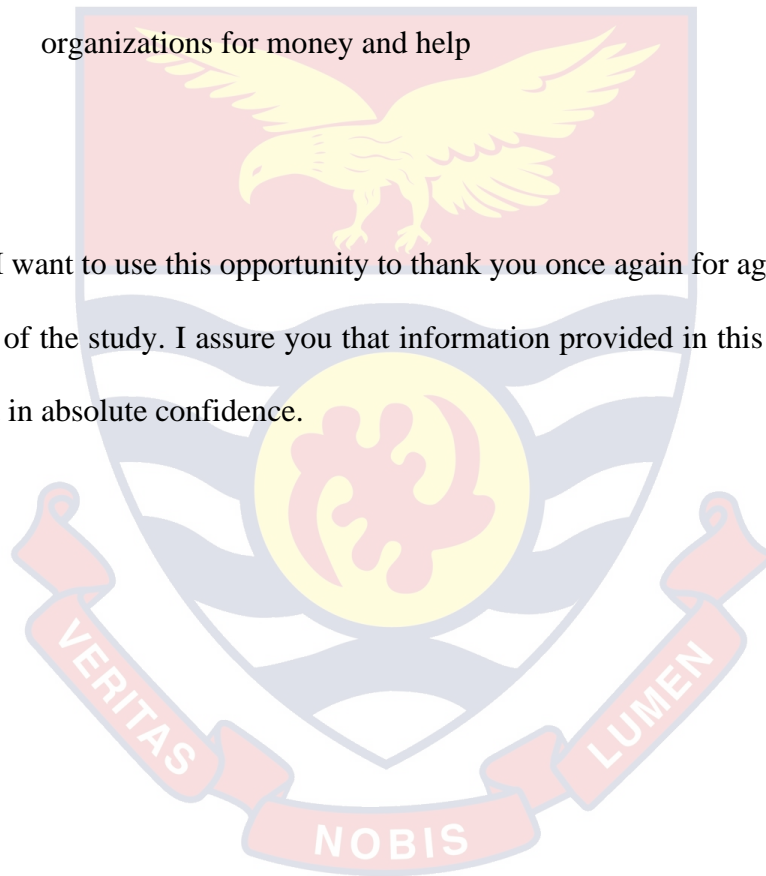 organizations for money and help
I want to use this opportunity to thank you once again for ag
of the study. I assure you that information provided in this
in absolute confidence.
VERITAS
NOBIS
LUMEN